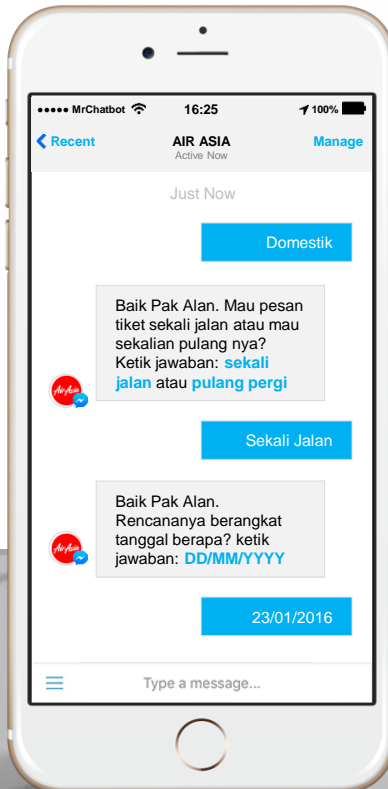 MrChatbot 16:25 100%
Recent AIR ASIA Manage
Active Now
Just Now
Domestik
Baik Pak Alan. Mau pesan
tiket sekali jalan atau mau
sekalian pulang nya?
Ketik jawaban: sekali
jalan atau pulang pergi
AirAsia
Sekali Jalan
Baik Pak Alan.
Rencananya berangkat
tanggal berapa? ketik
jawaban: DD/MM/YYYY
AirAsia
23/01/2016
Type a message...